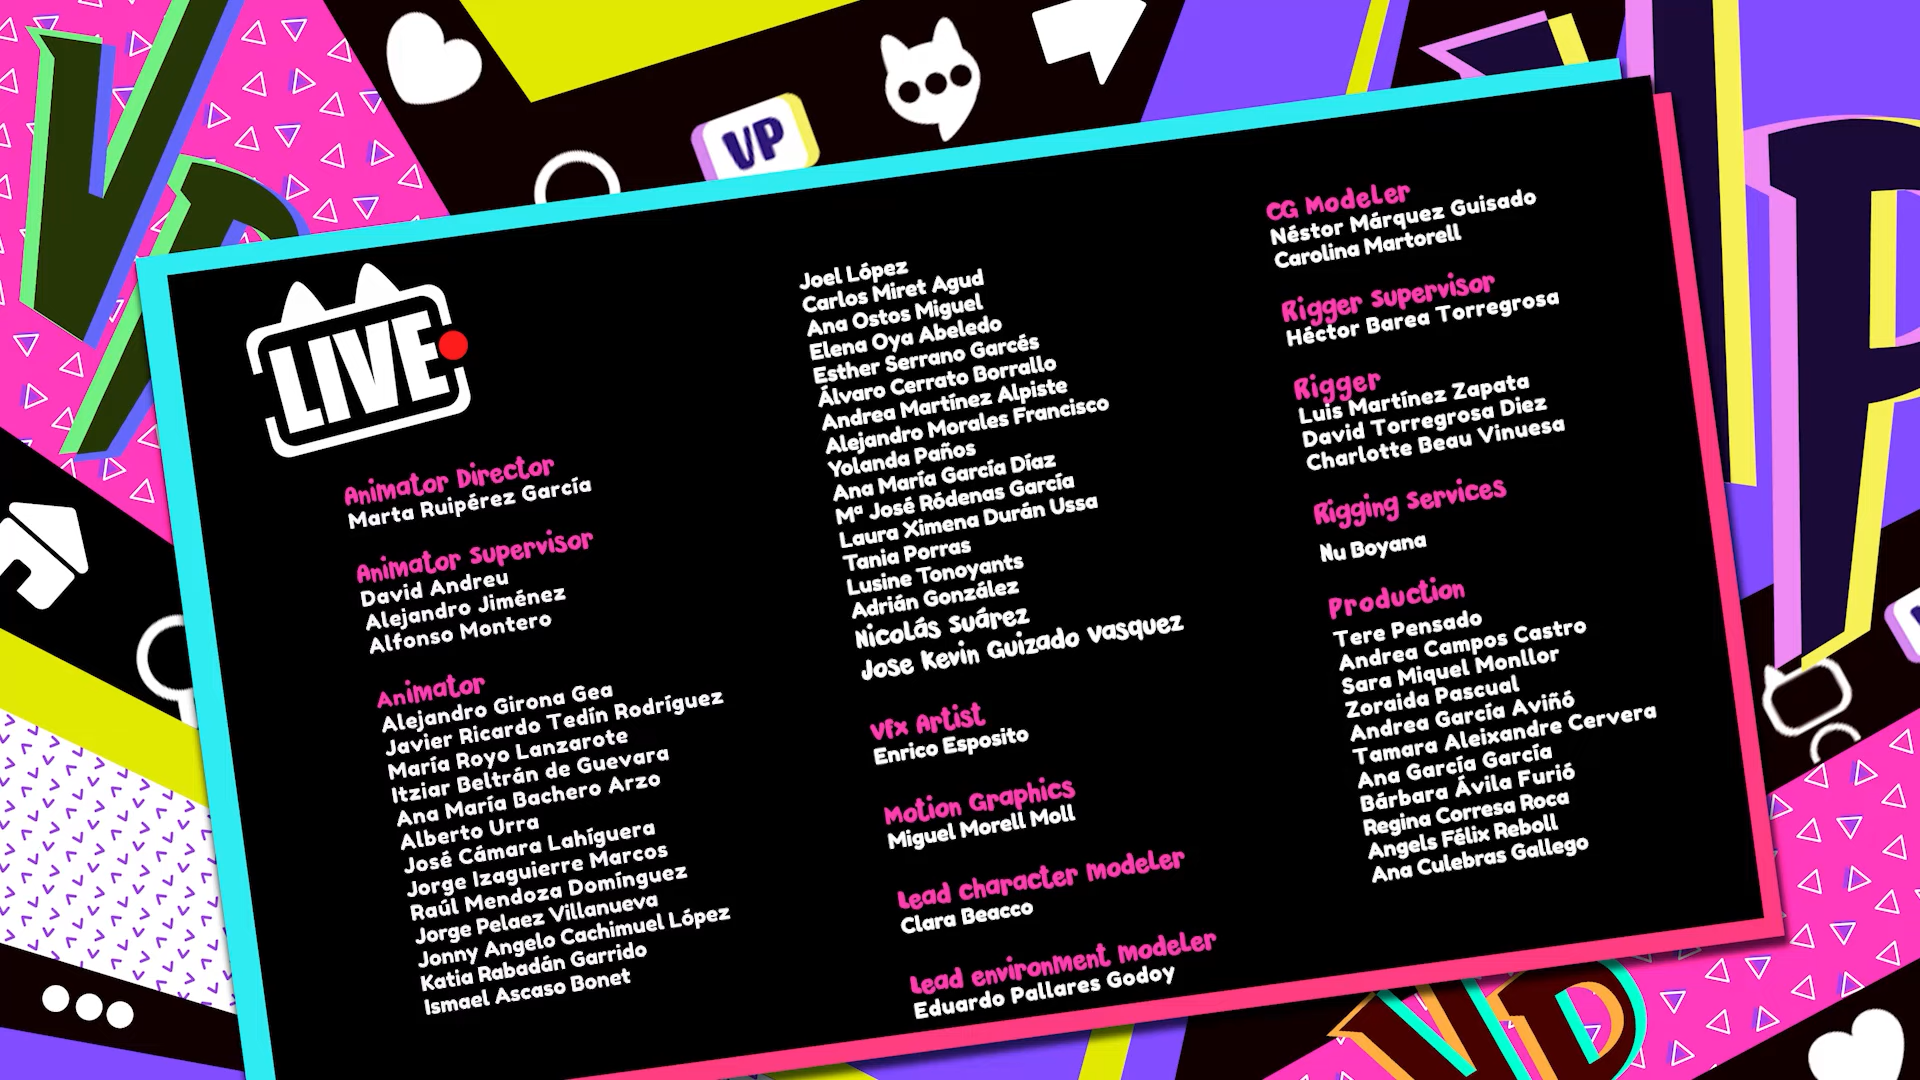 VP
VP
VP
LIVE
Animator Director
Marta Ruipérez García
Animator Supervisor
David Andreu
Alejandro Jiménez
Alfonso Montero
Animator
Alejandro Girona Gea
Javier Ricardo Tedín Rodríguez
María Royo Lanzarote
Itziar Beltrán de Guevara
Ana María Bachero Arzo
Alberto Urra
José Cámara Lahíguera
Jorge Izaguierre Marcos
Raúl Mendoza Domínguez
Jorge Pelaez Villanueva
Jonny Angelo Cachimuel López
Katia Rabadán Garrido
Ismael Ascaso Bonet
Joel López
Carlos Miret Agud
Ana Ostos Miguel
Elena Oya Abeledo
Esther Serrano Garcés
Álvaro Cerrato Borrallo
Andrea Martínez Alpiste
Alejandro Morales Francisco
Yolanda Paños
Ana María García Díaz
Mª José Ródenas García
Laura Ximena Durán Ussa
Tania Porras
Lusine Tonoyants
Adrián González
Nicolás Suárez
Jose Kevin Guizado Vasquez
Vfx Artist
Enrico Esposito
Motion Graphics
Miguel Morell Moll
Lead character modeler
Clara Beacco
Lead environment modeler
Eduardo Pallares Godoy
CG Modeler
Néstor Márquez Guisado
Carolina Martorell
Rigger Supervisor
Héctor Barea Torregrosa
Rigger
Luis Martínez Zapata
David Torregrosa Diez
Charlotte Beau Vinuesa
Rigging Services
Nu Boyana
Production
Tere Pensado
Andrea Campos Castro
Sara Miquel Monllor
Zoraida Pascual
Andrea García Aviñó
Tamara Aleixandre Cervera
Ana García García
Bárbara Ávila Furió
Regina Corresa Roca
Angels Félix Reboll
Ana Culebras Gallego
VP